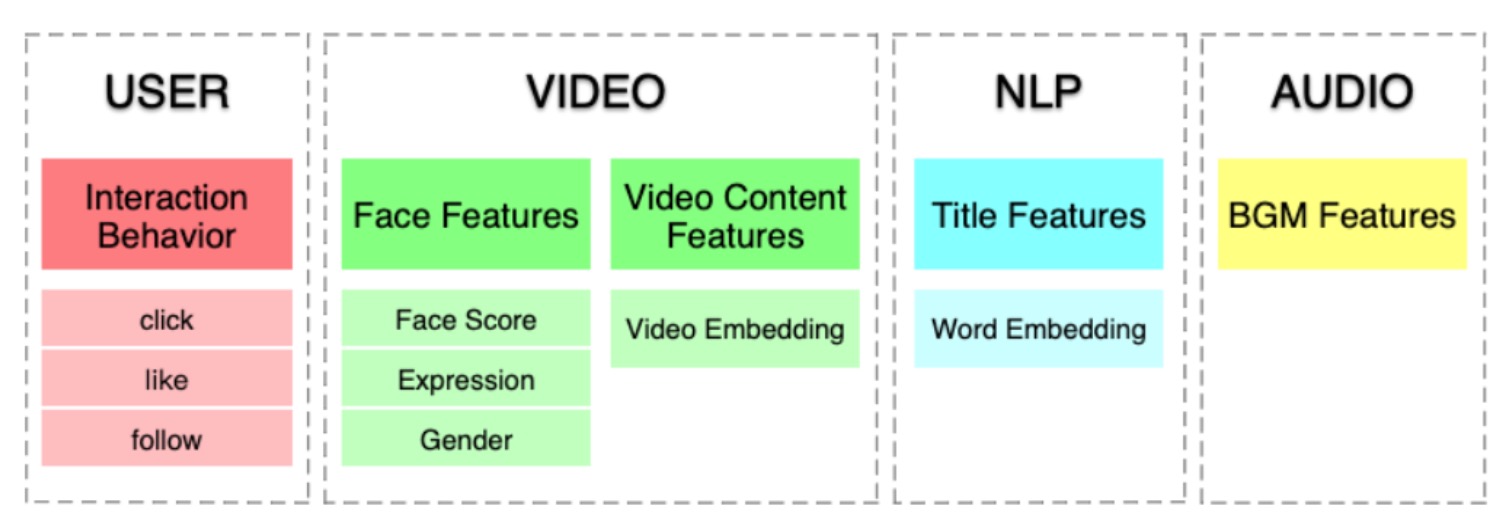 USER
Interaction
Behavior
click
like
follow
VIDEO
Face Features
Face Score
Expression
Gender
Video Content
Features
Video Embedding
NLP
Title Features
Word Embedding
AUDIO
BGM Features